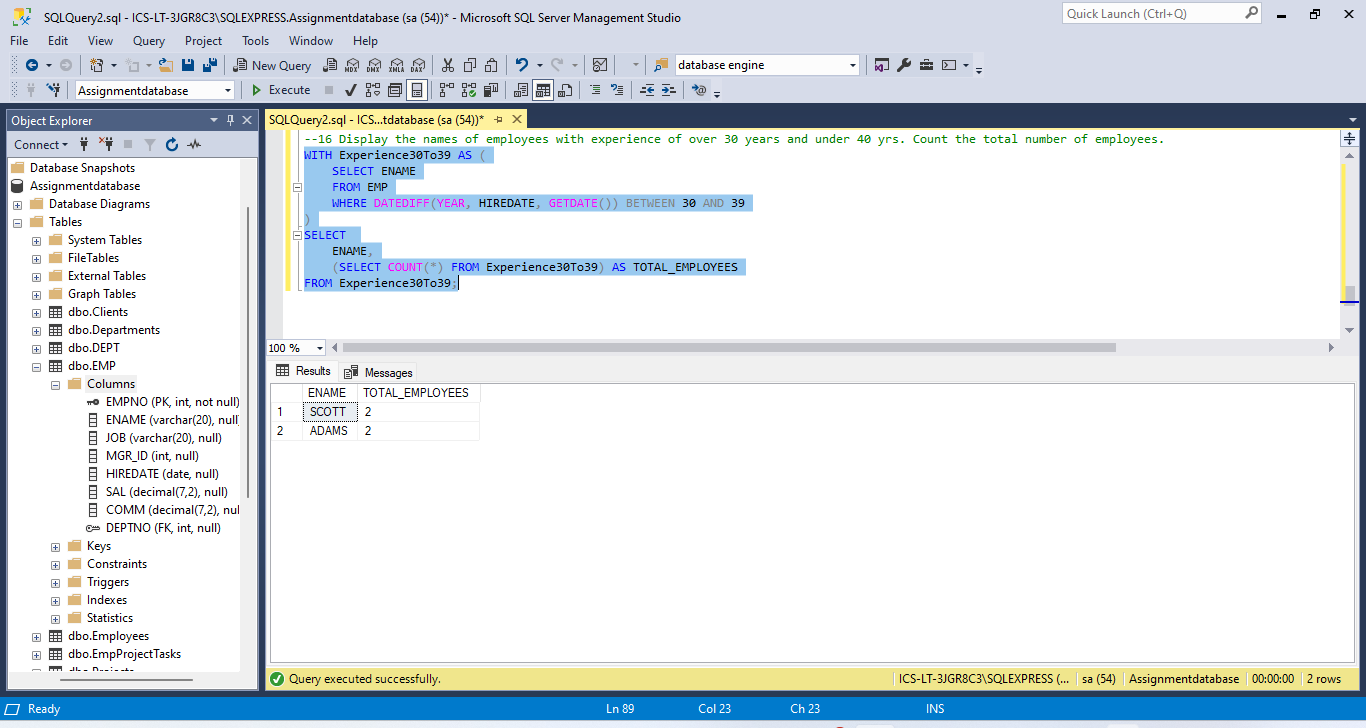 SQLQuery2.sql - ICS-LT-3JGR8C3\SQLEXPRESS.Assignmentdatabase (sa (54))* - Microsoft SQL Server Management Studio
Quick Launch (Ctrl+Q)
File Edit View Query Project Tools Window Help
New Query MDX DMX XMLA DAX database engine
Assignmentdatabase Execute
Object Explorer
Connect
Database Snapshots
Assignmentdatabase
Database Diagrams
Tables
System Tables
FileTables
External Tables
Graph Tables
dbo.Clients
dbo.Departments
dbo.DEPT
dbo.EMP
Columns
EMPNO (PK, int, not null)
ENAME (varchar(20), null
JOB (varchar(20), null)
MGR_ID (int, null)
HIREDATE (date, null)
SAL (decimal(7,2), null)
COMM (decimal(7,2), nul
DEPTNO (FK, int, null)
Keys
Constraints
Triggers
Indexes
Statistics
dbo.Employees
dbo.EmpProjectTasks
SQLQuery2.sql - ICS...tdatabase (sa (54))*
--16 Display the names of employees with experience of over 30 years and under 40 yrs. Count the total number of employees.
WITH Experience30To39 AS (
SELECT ENAME
FROM EMP
WHERE DATEDIFF(YEAR, HIREDATE, GETDATE()) BETWEEN 30 AND 39
)
SELECT
ENAME,
(SELECT COUNT(*) FROM Experience30To39) AS TOTAL_EMPLOYEES
FROM Experience30To39;
100 %
Results Messages
ENAME TOTAL_EMPLOYEES
1 SCOTT 2
2 ADAMS 2
Query executed successfully. ICS-LT-3JGR8C3\SQLEXPRESS (... sa (54) Assignmentdatabase 00:00:00 2 rows
Ready Ln 89 Col 23 Ch 23 INS